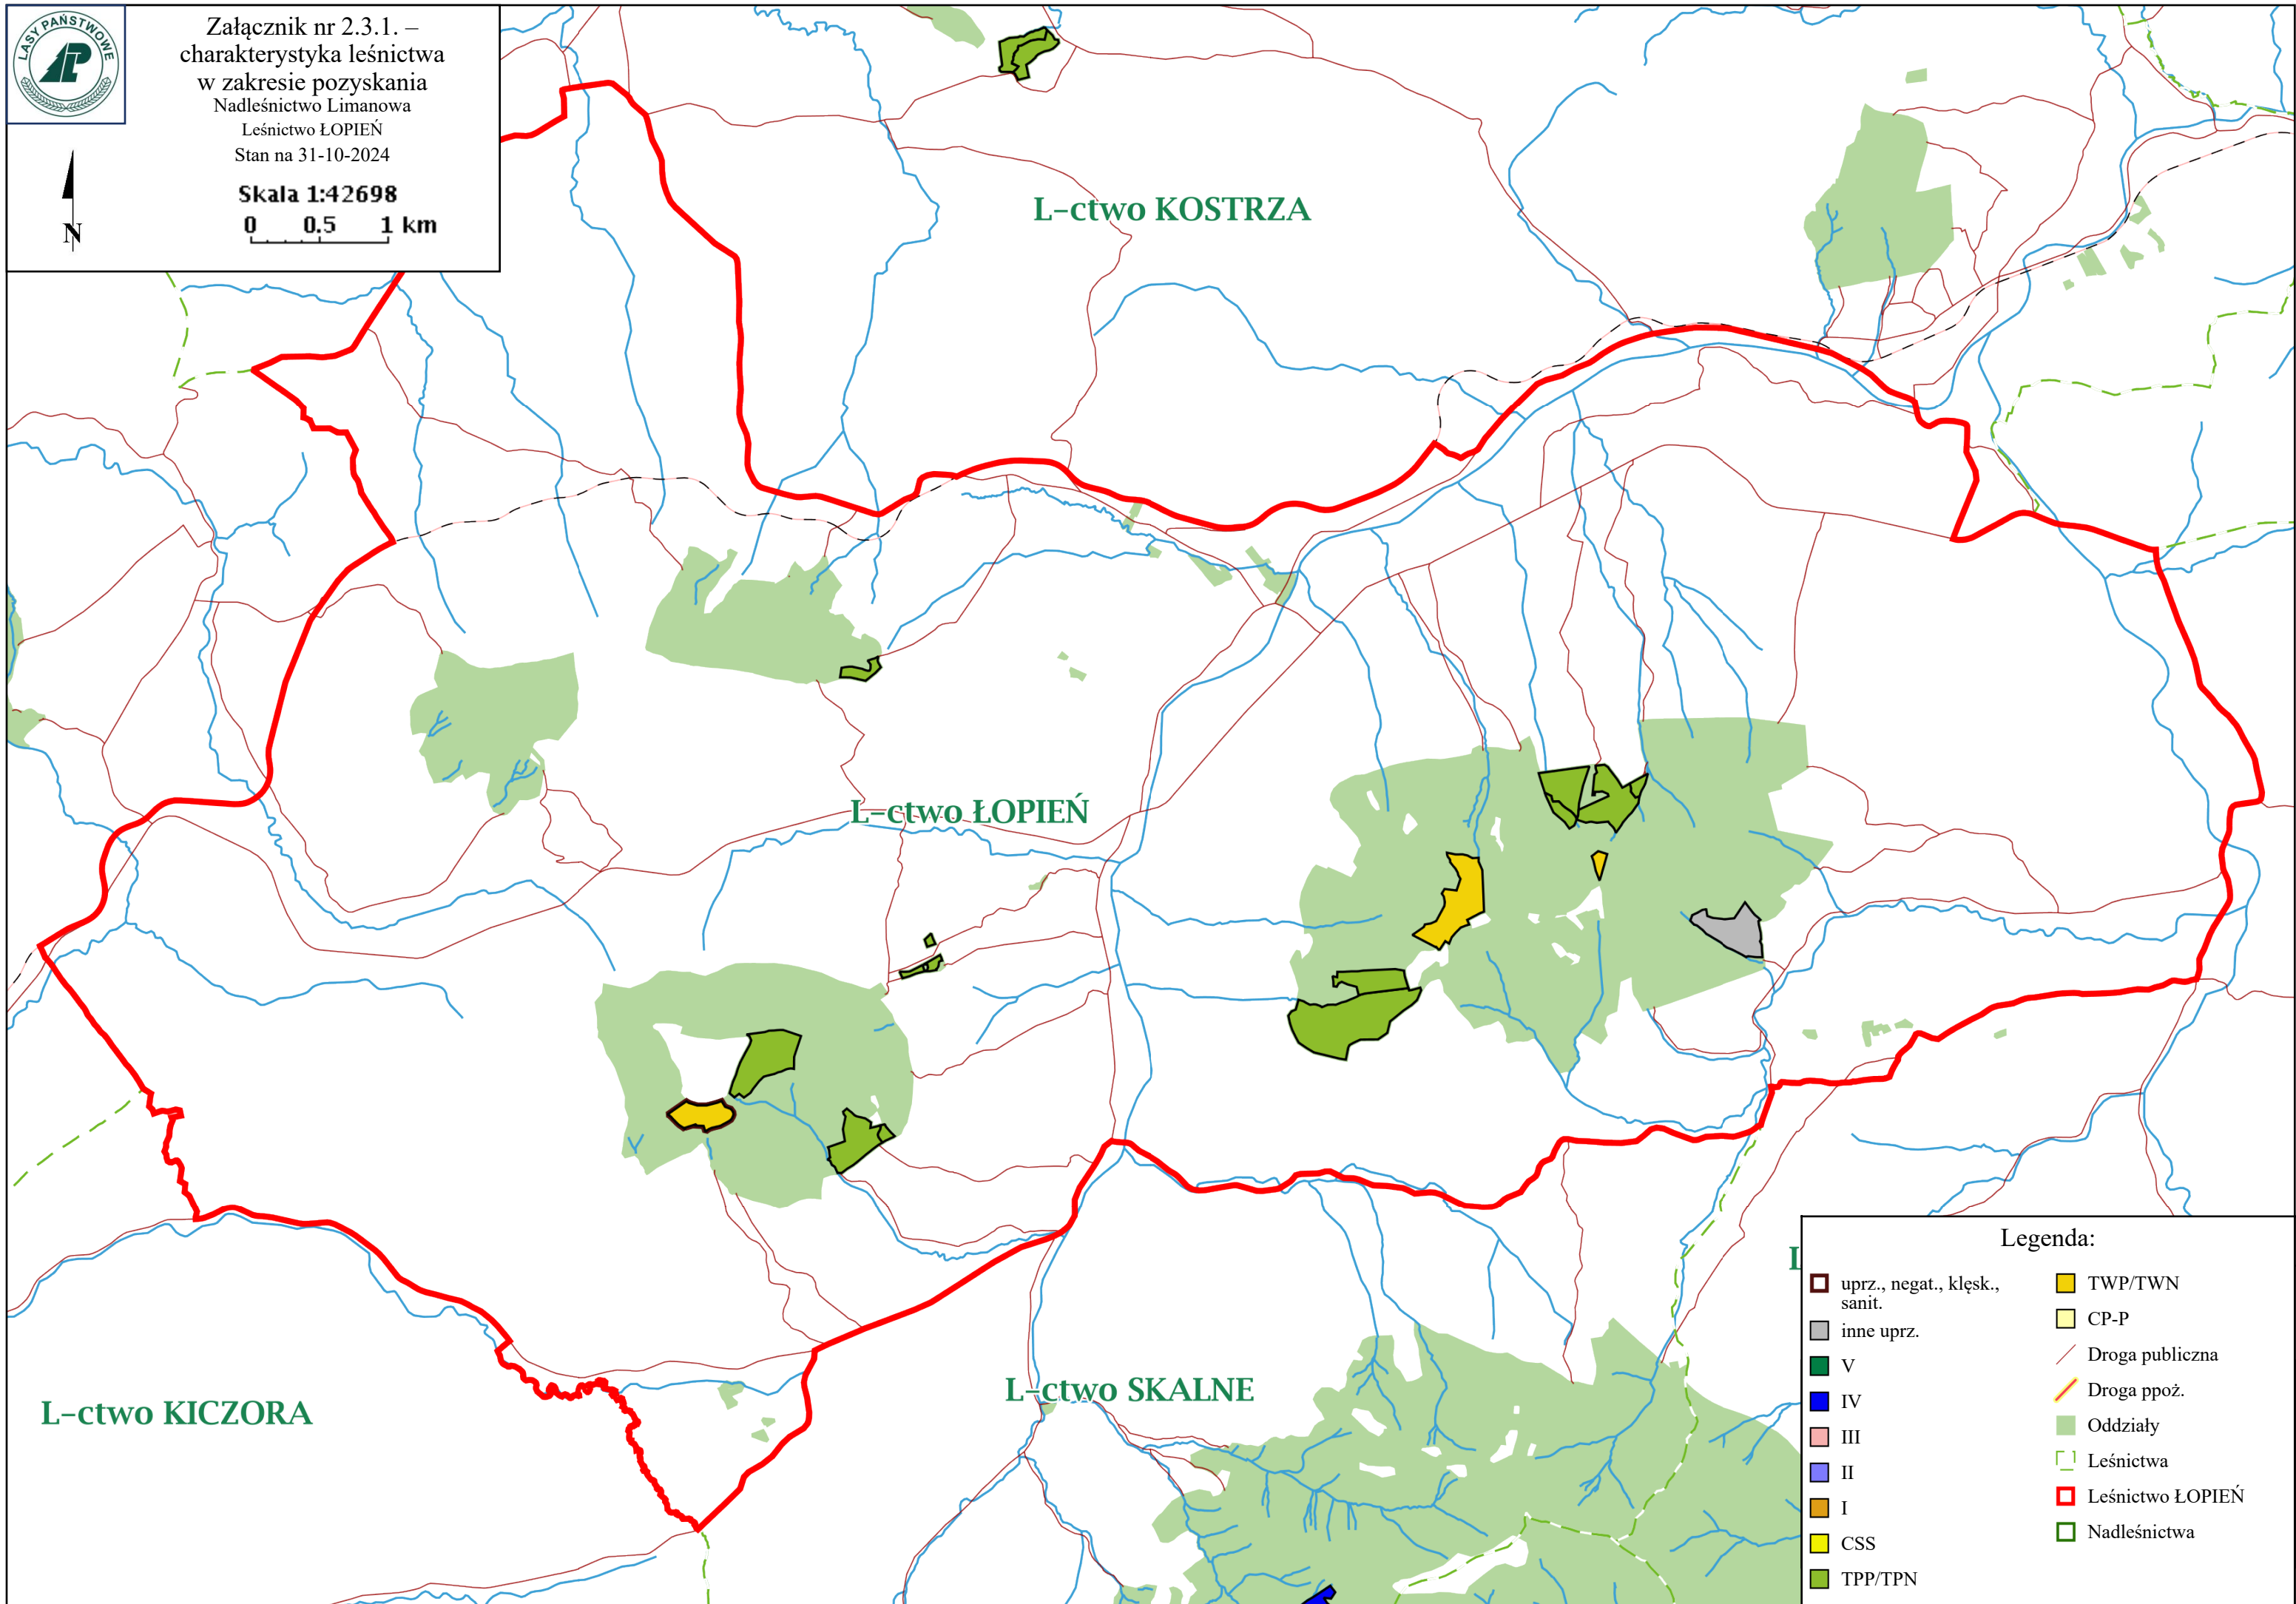 LASY PAŃSTWOWE
Załącznik nr 2.3.1. –
charakterystyka leśnictwa
w zakresie pozyskania
Nadleśnictwo Limanowa
Leśnictwo ŁOPIEŃ
Stan na 31-10-2024
Skala 1:42698
0 0.5 1 km
N
L-ctwo KOSTRZA
L-ctwo ŁOPIEŃ
L-ctwo SKALNE
L-ctwo KICZORA
Legenda:
uprz., negat., klęsk.,
sanit.
inne uprz.
V
IV
III
II
I
CSS
TPP/TPN
TWP/TWN
CP-P
Droga publiczna
Droga ppoż.
Oddziały
Leśnictwa
Leśnictwo ŁOPIEŃ
Nadleśnictwa